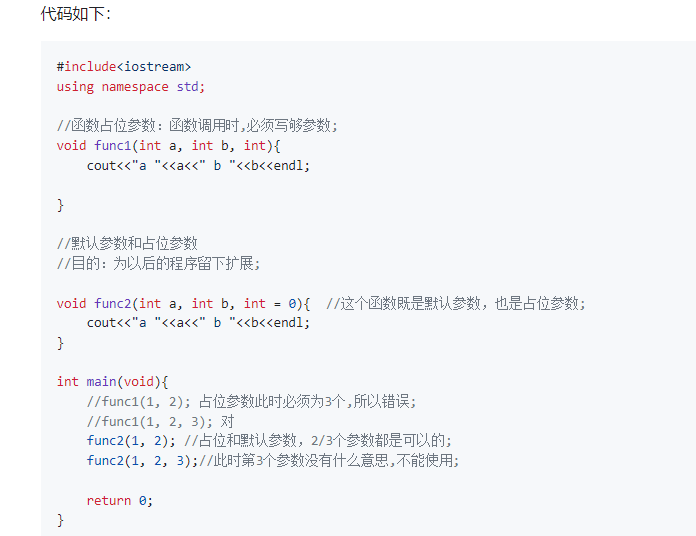 代码如下：
#include<iostream>
using namespace std;
//函数占位参数：函数调用时,必须写够参数;
void func1(int a, int b, int){
cout<<"a "<<a<<" b "<<b<<endl;
}
//默认参数和占位参数
//目的：为以后的程序留下扩展;
void func2(int a, int b, int = 0){  //这个函数既是默认参数，也是占位参数;
cout<<"a "<<a<<" b "<<b<<endl;
}
int main(void){
//func1(1, 2); 占位参数此时必须为3个,所以错误;
//func1(1, 2, 3); 对
func2(1, 2); //占位和默认参数，2/3个参数都是可以的;
func2(1, 2, 3);//此时第3个参数没有什么意思,不能使用;
return 0;
}